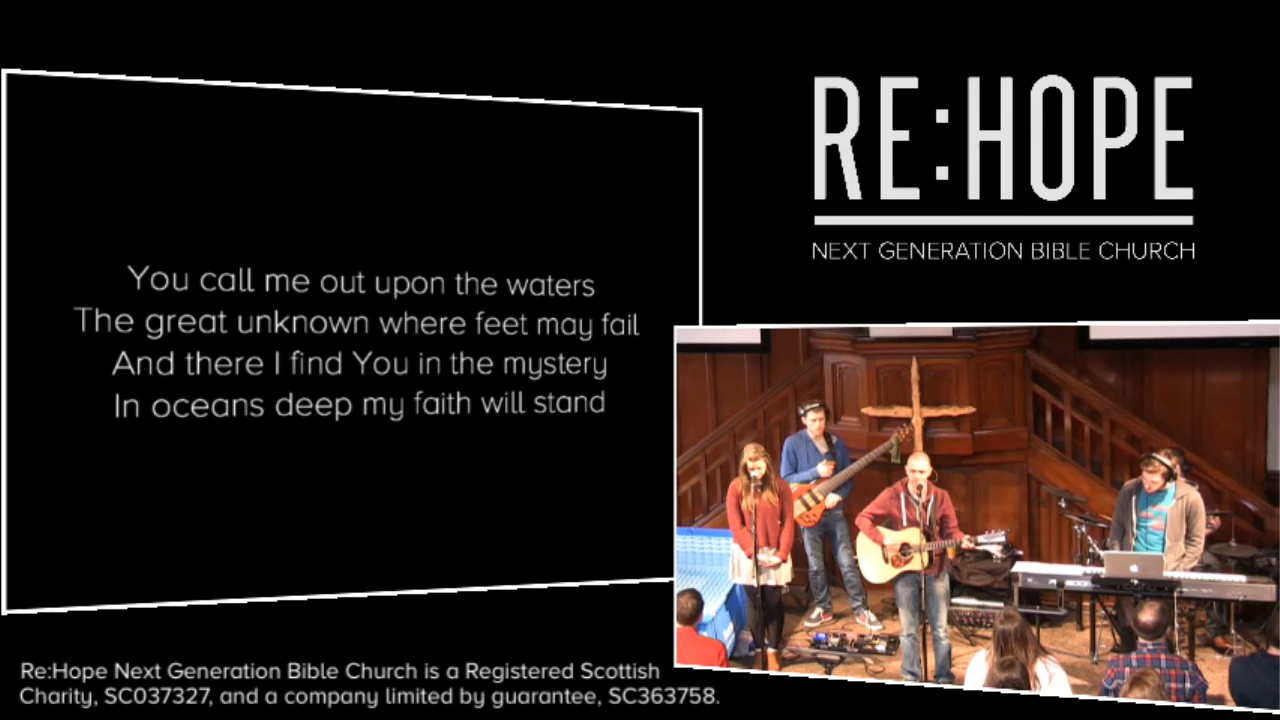 RE:HOPE
NEXT GENERATION BIBLE CHURCH
You call me out upon the waters
The great unknown where feet may fail
And there I find You in the mystery
In oceans deep my faith will stand
Re:Hope Next Generation Bible Church is a Registered Scottish
Charity, SC037327, and a company limited by guarantee, SC363758.